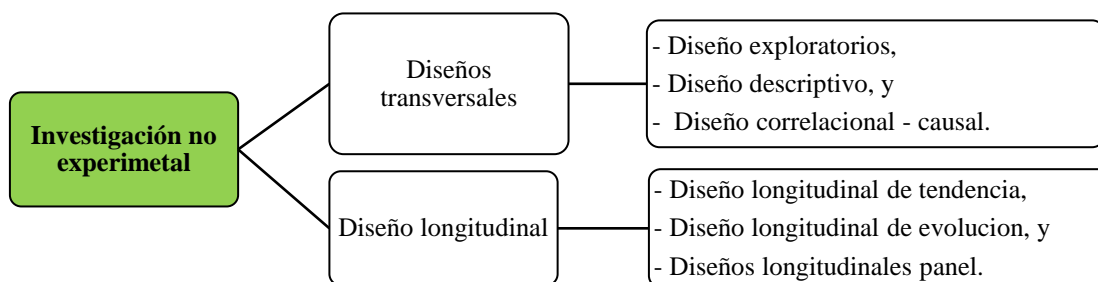 Investigación no
experimetal
Diseños
transversales
- Diseño exploratorios,
- Diseño descriptivo, y
- Diseño correlacional - causal.
Diseño longitudinal
- Diseño longitudinal de tendencia,
- Diseño longitudinal de evolucion, y
- Diseños longitudinales panel.